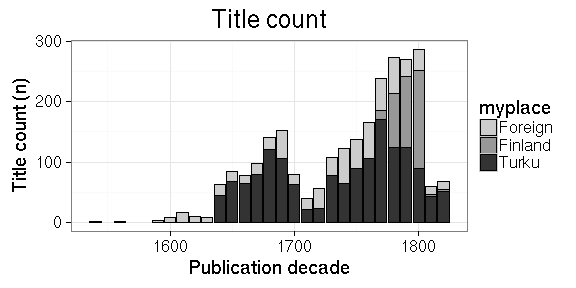 Title count
Title count (n)
300
200
100
0
1600
1700
1800
Publication decade
myplace
Foreign
Finland
Turku